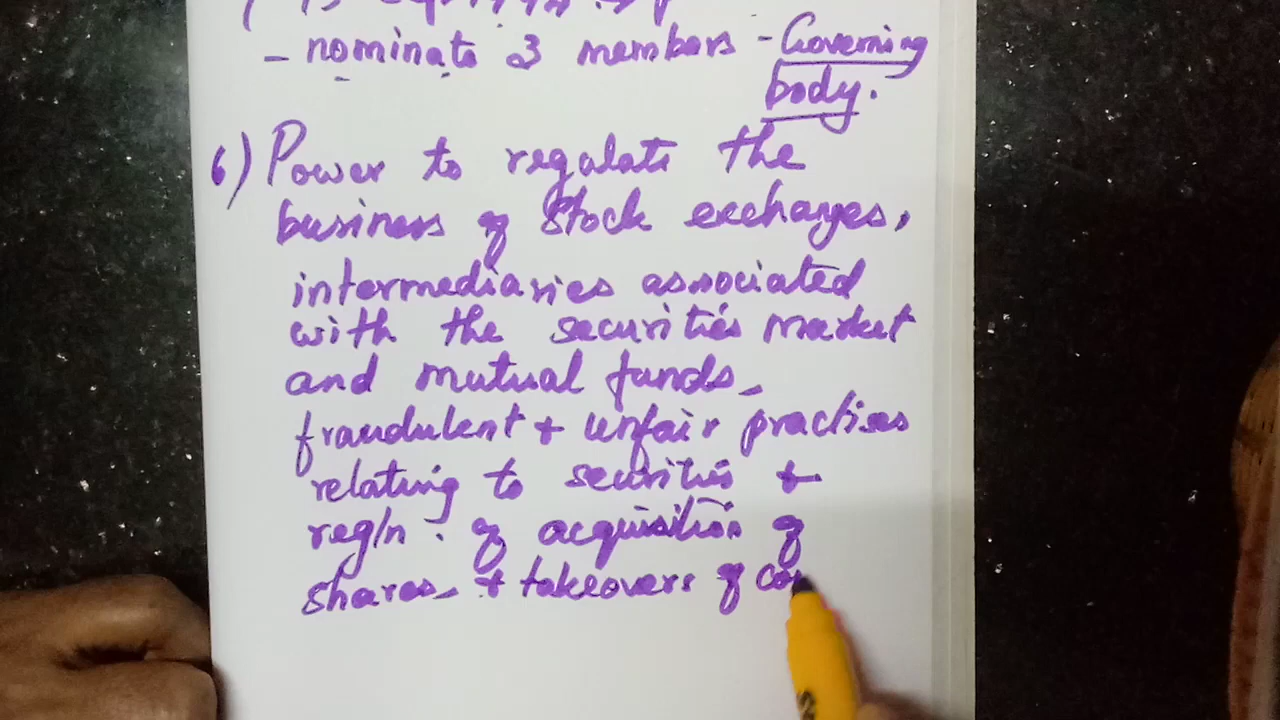 - nominate 3 members - Governing
body.
6) Power to regulate the
business of Stock exchanges,
intermediaries associated
with the securities market
and mutual funds,
fraudulent + unfair practises
relating to securities +
regln. of acquisition of
shares + takeovers of co